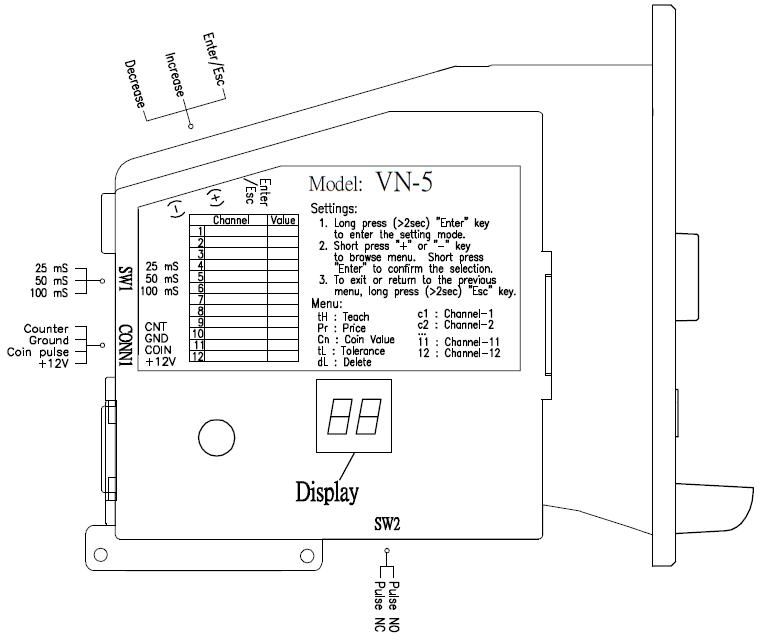 Enter/Esc
Increase
Decrease
Model: VN-5
(-)
(+)
Enter
/Esc
Channel Value
1
2
3
4
5
6
7
8
9
10
11
12
Settings:
1. Long press (>2sec) "Enter" key
to enter the setting mode.
2. Short press "+" or "-" key
to browse menu. Short press
"Enter" to confirm the selection.
3. To exit or return to the previous
menu, long press (>2sec) "Esc" key.
Menu:
tH : Teach
Pr : Price
Cn : Coin Value
tL : Tolerance
dL : Delete
c1 : Channel-1
c2 : Channel-2
...
11 : Channel-11
12 : Channel-12
25 mS
50 mS
100 mS
SW1
25 mS
50 mS
100 mS
Counter
Ground
Coin pulse
+12V
CONN1
CNT
GND
COIN
+12V
88
Display
SW2
Pulse NO
Pulse NC